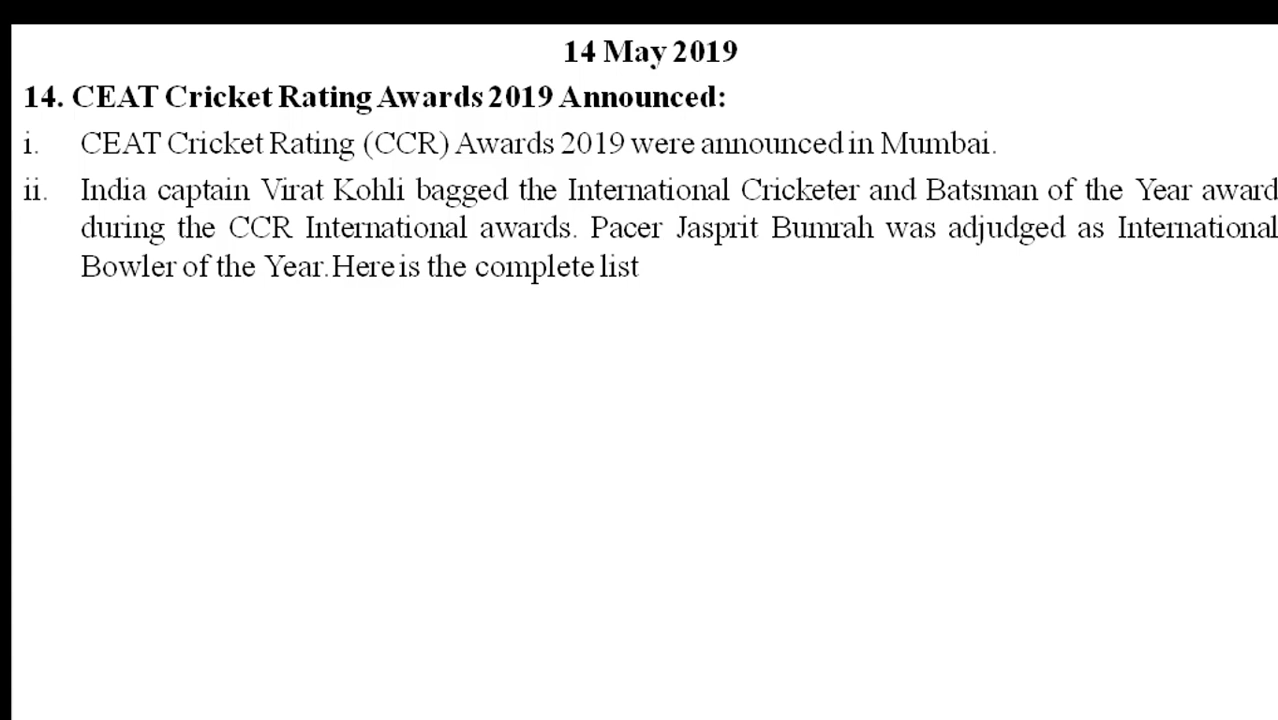 14 May 2019
14. CEAT Cricket Rating Awards 2019 Announced:
i. CEAT Cricket Rating (CCR) Awards 2019 were announced in Mumbai.
ii. India captain Virat Kohli bagged the International Cricketer and Batsman of the Year award
during the CCR International awards. Pacer Jasprit Bumrah was adjudged as International
Bowler of the Year. Here is the complete list